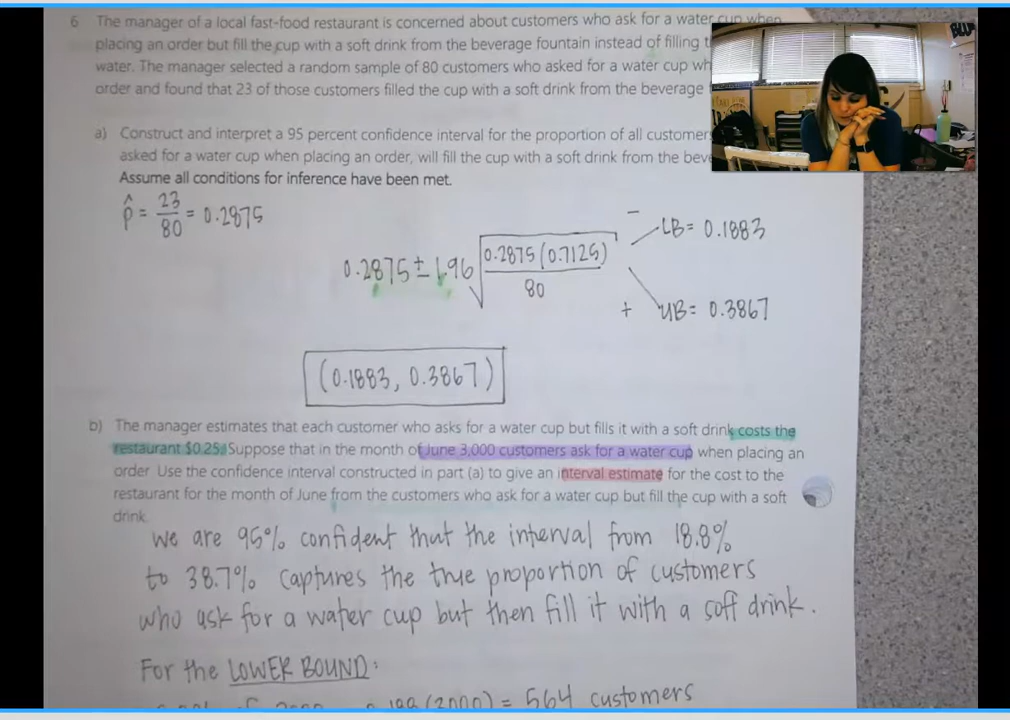 6 The manager of a local fast-food restaurant is concerned about customers who ask for a water cup when
placing an order but fill the cup with a soft drink from the beverage fountain instead of filling
water. The manager selected a random sample of 80 customers who asked for a water cup
order and found that 23 of those customers filled the cup with a soft drink from the beverage
a) Construct and interpret a 95 percent confidence interval for the proportion of all
asked for a water cup when placing an order, will fill the cup with a soft drink from the
Assume all conditions for inference have been met.
p̂ = 23/80 = 0.2875
0.2875 ± 1.96 √(0.2875(0.7125)/80)
- LB = 0.1883
+ UB = 0.3867
(0.1883, 0.3867)
b) The manager estimates that each customer who asks for a water cup but fills it with a soft drink costs the
restaurant $0.25. Suppose that in the month of June 3,000 customers ask for a water cup when placing an
order. Use the confidence interval constructed in part (a) to give an interval estimate for the cost to the
restaurant for the month of June from the customers who ask for a water cup but fill the cup with a soft
drink.
We are 95% confident that the interval from 18.8%
to 38.7% captures the true proportion of customers
who ask for a water cup but then fill it with a soft drink.
For the LOWER BOUND:
= 564 customers